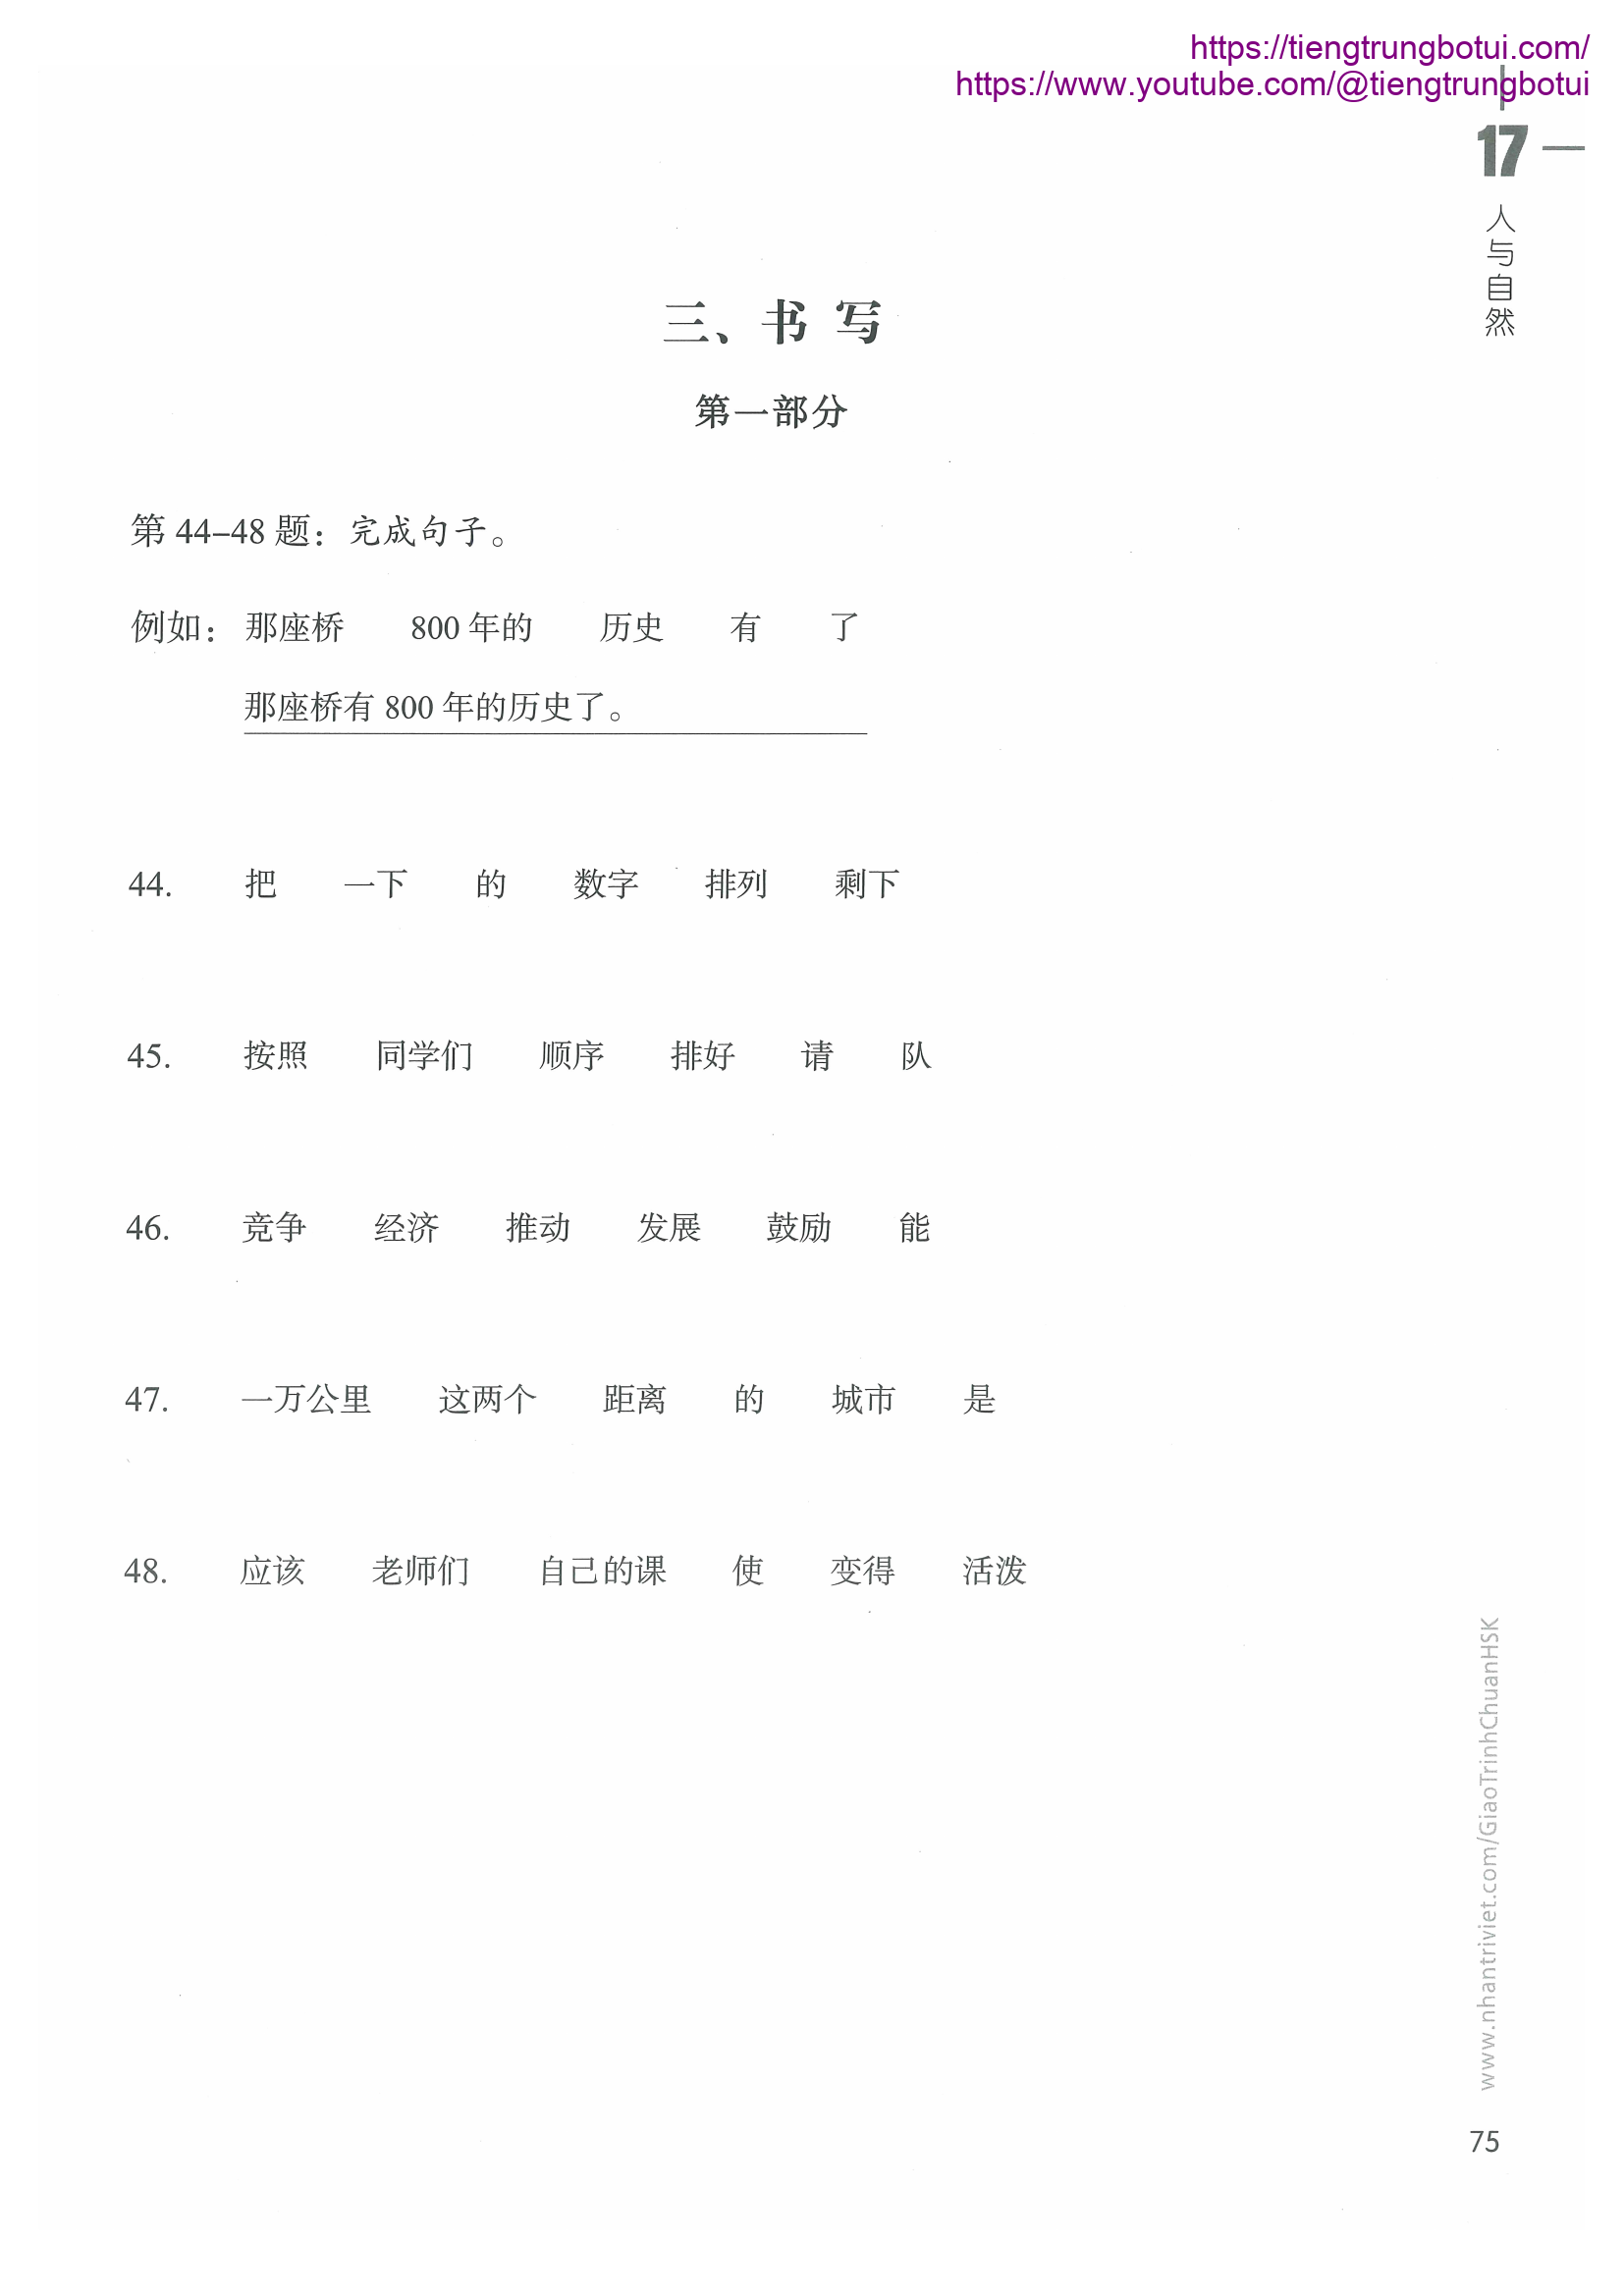 https://tiengtrungbotui.com/
https://www.youtube.com/@tiengtrungbotui
17
人与自然
三、书 写
第一部分
第 44–48 题：完成句子。
例如： 那座桥 800 年的 历史 有 了
那座桥有 800 年的历史了。
44. 把 一下 的 数字 排列 剩下
45. 按照 同学们 顺序 排好 请 队
46. 竞争 经济 推动 发展 鼓励 能
47. 一万公里 这两个 距离 的 城市 是
48. 应该 老师们 自己的课 使 变得 活泼
www.nhantriviet.com/GiaoTrinhChuanHSK
75